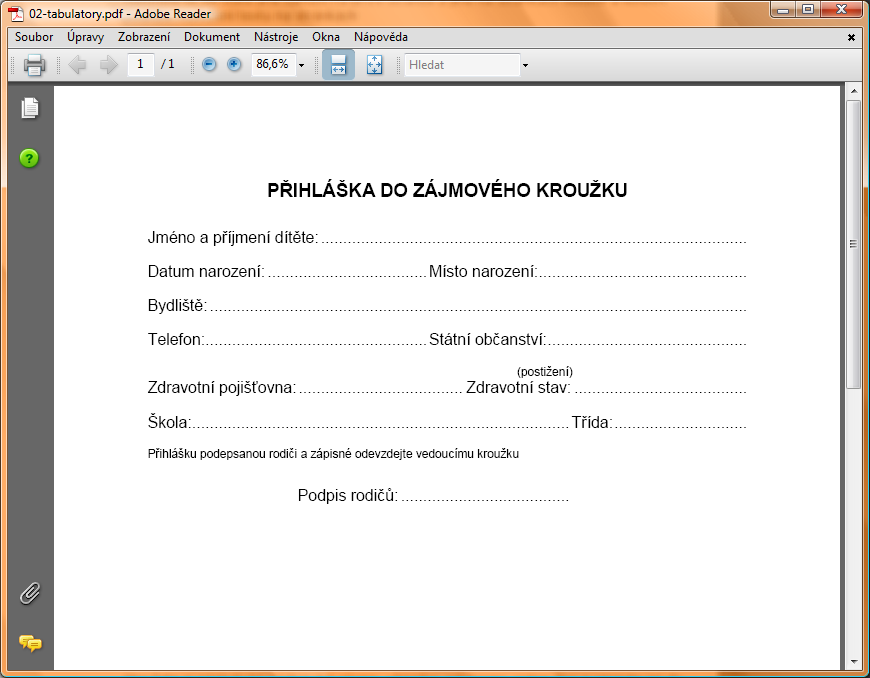 02-tabulatory.pdf - Adobe Reader
Soubor Úpravy Zobrazení Dokument Nástroje Okna Nápověda
1 / 1 86,6% Hledat
PŘIHLÁŠKA DO ZÁJMOVÉHO KROUŽKU
Jméno a příjmení dítěte:................................................................................................
Datum narození:.................................... Místo narození:...............................................
Bydliště:.........................................................................................................................
Telefon:.................................................. Státní občanství:.............................................
(postižení)
Zdravotní pojišťovna:..................................... Zdravotní stav:.......................................
Škola:..................................................................................... Třída:..............................
Přihlášku podepsanou rodiči a zápisné odevzdejte vedoucímu kroužku
Podpis rodičů:......................................